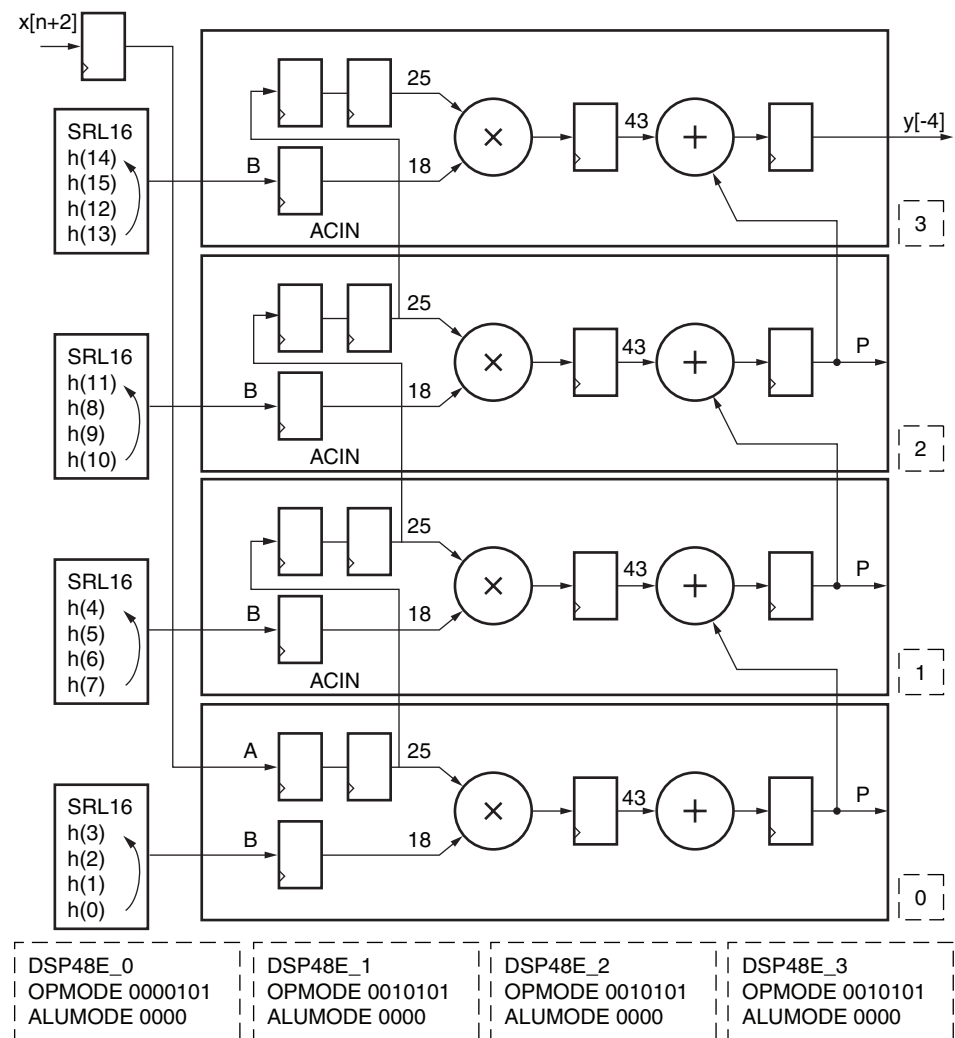 x[n+2]
SRL16
h(14)
h(15)
h(12)
h(13)
B
25
18
43
ACIN
y[-4]
3
SRL16
h(11)
h(8)
h(9)
h(10)
B
25
18
43
ACIN
P
2
SRL16
h(4)
h(5)
h(6)
h(7)
B
25
18
43
ACIN
P
1
A
SRL16
h(3)
h(2)
h(1)
h(0)
B
25
18
43
P
0
DSP48E_0
OPMODE 0000101
ALUMODE 0000
DSP48E_1
OPMODE 0010101
ALUMODE 0000
DSP48E_2
OPMODE 0010101
ALUMODE 0000
DSP48E_3
OPMODE 0010101
ALUMODE 0000